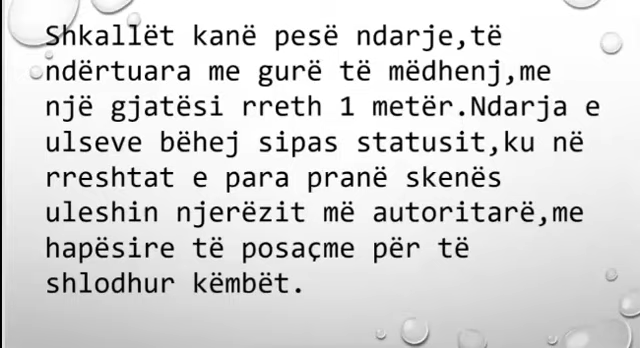 Shkallët kanë pesë ndarje,të
ndërtuara me gurë të mëdhenj,me
një gjatësi rreth 1 metër.Ndarja e
ulseve bëhej sipas statusit,ku në
rreshtat e para pranë skenës
uleshin njerëzit më autoritarë,me
hapësire të posaçme për të
shlodhur këmbët.